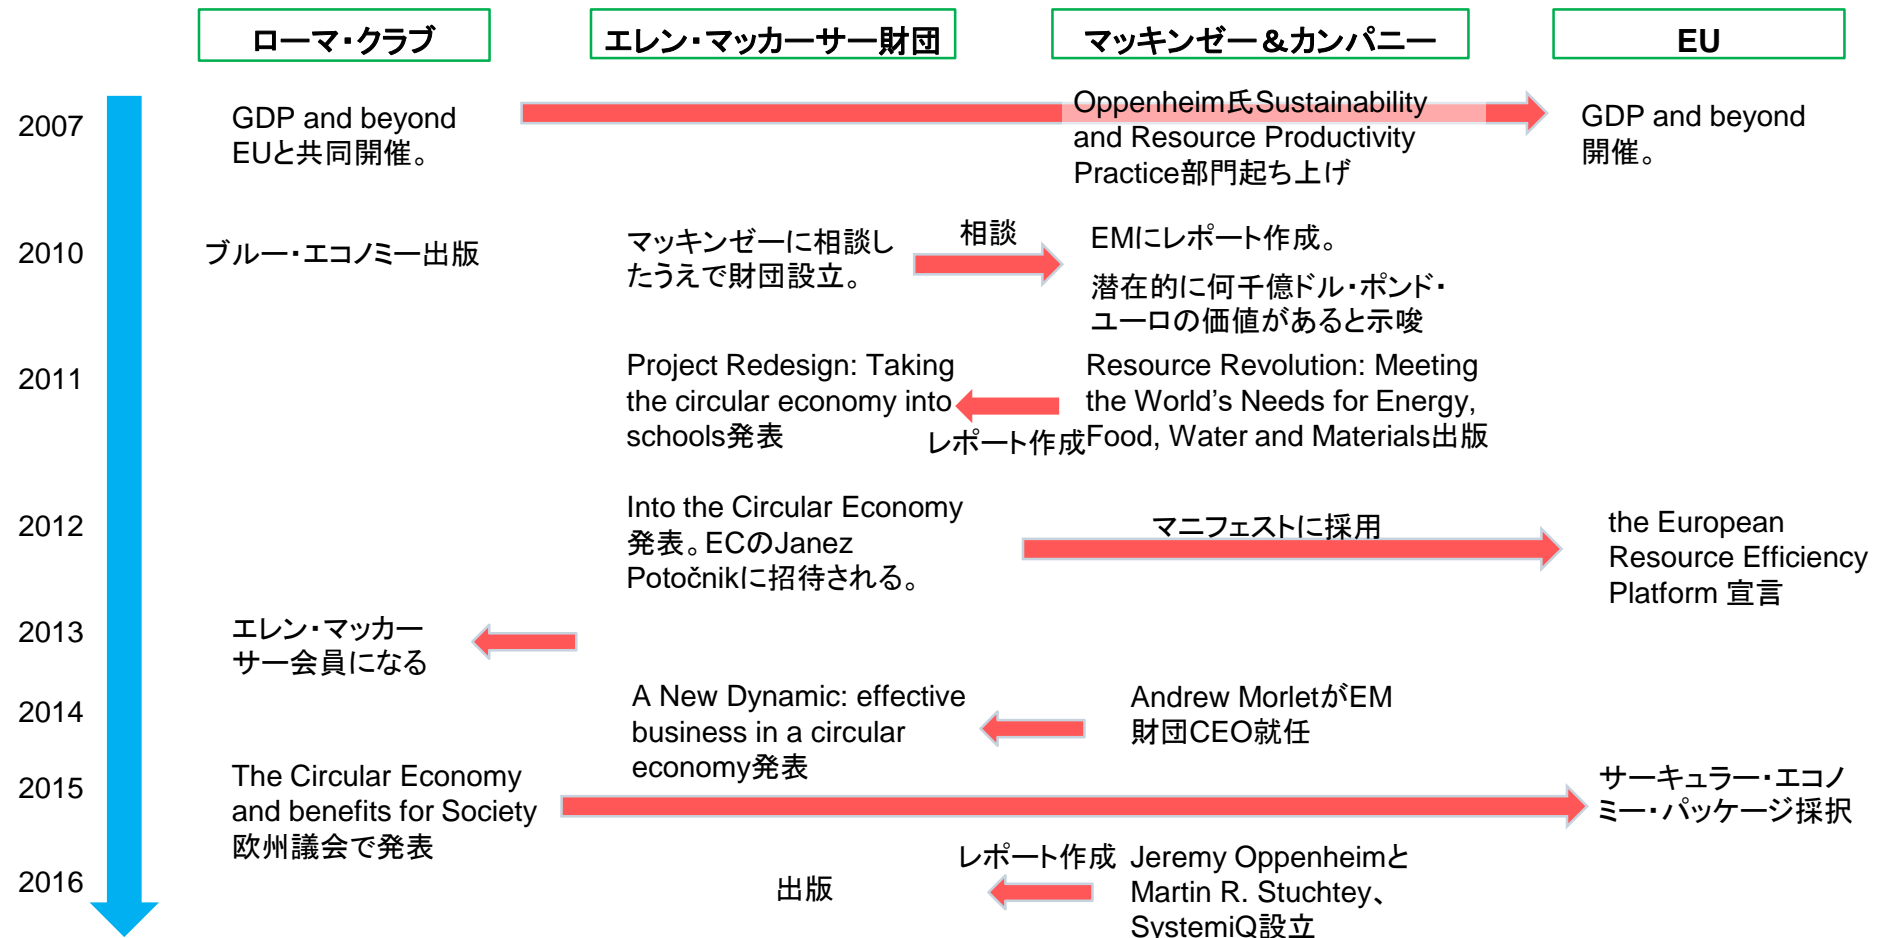 ローマ・クラブ
エレン・マッカーサー財団
マッキンゼー＆カンパニー
EU
2007
GDP and beyond
EUと共同開催。
Oppenheim氏Sustainability
and Resource Productivity
Practice部門起ち上げ
GDP and beyond
開催。
2010
ブルー・エコノミー出版
マッキンゼーに相談し
たうえで財団設立。
相談
EMにレポート作成。
潜在的に何千億ドル・ポンド・
ユーロの価値があると示唆
2011
Project Redesign: Taking
the circular economy into
schools発表
レポート作成
Resource Revolution: Meeting
the World’s Needs for Energy,
Food, Water and Materials出版
2012
Into the Circular Economy
発表。ECのJanez
Potočnikに招待される。
マニフェストに採用
the European
Resource Efficiency
Platform 宣言
2013
エレン・マッカー
サー会員になる
2014
A New Dynamic: effective
business in a circular
economy発表
Andrew MorletがEM
財団CEO就任
2015
The Circular Economy
and benefits for Society
欧州議会で発表
サーキュラー・エコノ
ミー・パッケージ採択
2016
出版
レポート作成
Jeremy Oppenheimと
Martin R. Stuchtey、
SystemiQ設立